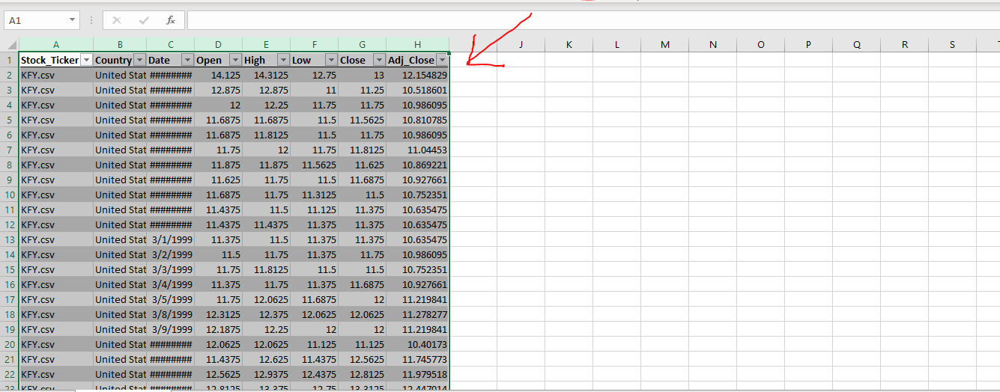 A1 fx
A B C D E F G H J K L M N O P Q R S
1 Stock_Ticker Country Date Open High Low Close Adj_Close
2 KFY.csv United Stat ######## 14.125 14.3125 12.75 13 12.154829
3 KFY.csv United Stat ######## 12.875 12.875 11 11.25 10.518601
4 KFY.csv United Stat ######## 12 12.25 11.75 11.75 10.986095
5 KFY.csv United Stat ######## 11.6875 11.6875 11.5 11.5625 10.810785
6 KFY.csv United Stat ######## 11.6875 11.8125 11.5 11.75 10.986095
7 KFY.csv United Stat ######## 11.75 12 11.75 11.8125 11.04453
8 KFY.csv United Stat ######## 11.875 11.875 11.5625 11.625 10.869221
9 KFY.csv United Stat ######## 11.625 11.75 11.5 11.6875 10.927661
10 KFY.csv United Stat ######## 11.6875 11.75 11.3125 11.5 10.752351
11 KFY.csv United Stat ######## 11.4375 11.5 11.125 11.375 10.635475
12 KFY.csv United Stat ######## 11.4375 11.4375 11.375 11.375 10.635475
13 KFY.csv United Stat 3/1/1999 11.375 11.5 11.375 11.375 10.635475
14 KFY.csv United Stat 3/2/1999 11.5 11.75 11.375 11.75 10.986095
15 KFY.csv United Stat 3/3/1999 11.75 11.8125 11.5 11.5 10.752351
16 KFY.csv United Stat 3/4/1999 11.375 11.75 11.375 11.6875 10.927661
17 KFY.csv United Stat 3/5/1999 11.75 12.0625 11.6875 12 11.219841
18 KFY.csv United Stat 3/8/1999 12.3125 12.375 12.0625 12.0625 11.278277
19 KFY.csv United Stat 3/9/1999 12.1875 12.25 12 12 11.219841
20 KFY.csv United Stat ######## 12.0625 12.0625 11.125 11.125 10.40173
21 KFY.csv United Stat ######## 11.4375 12.625 11.4375 12.5625 11.745773
22 KFY.csv United Stat ######## 12.5625 12.9375 12.4375 12.8125 11.979518
23 KFY.csv United Stat ######## 12.8125 13.375 12.75 13.3125 12.447014